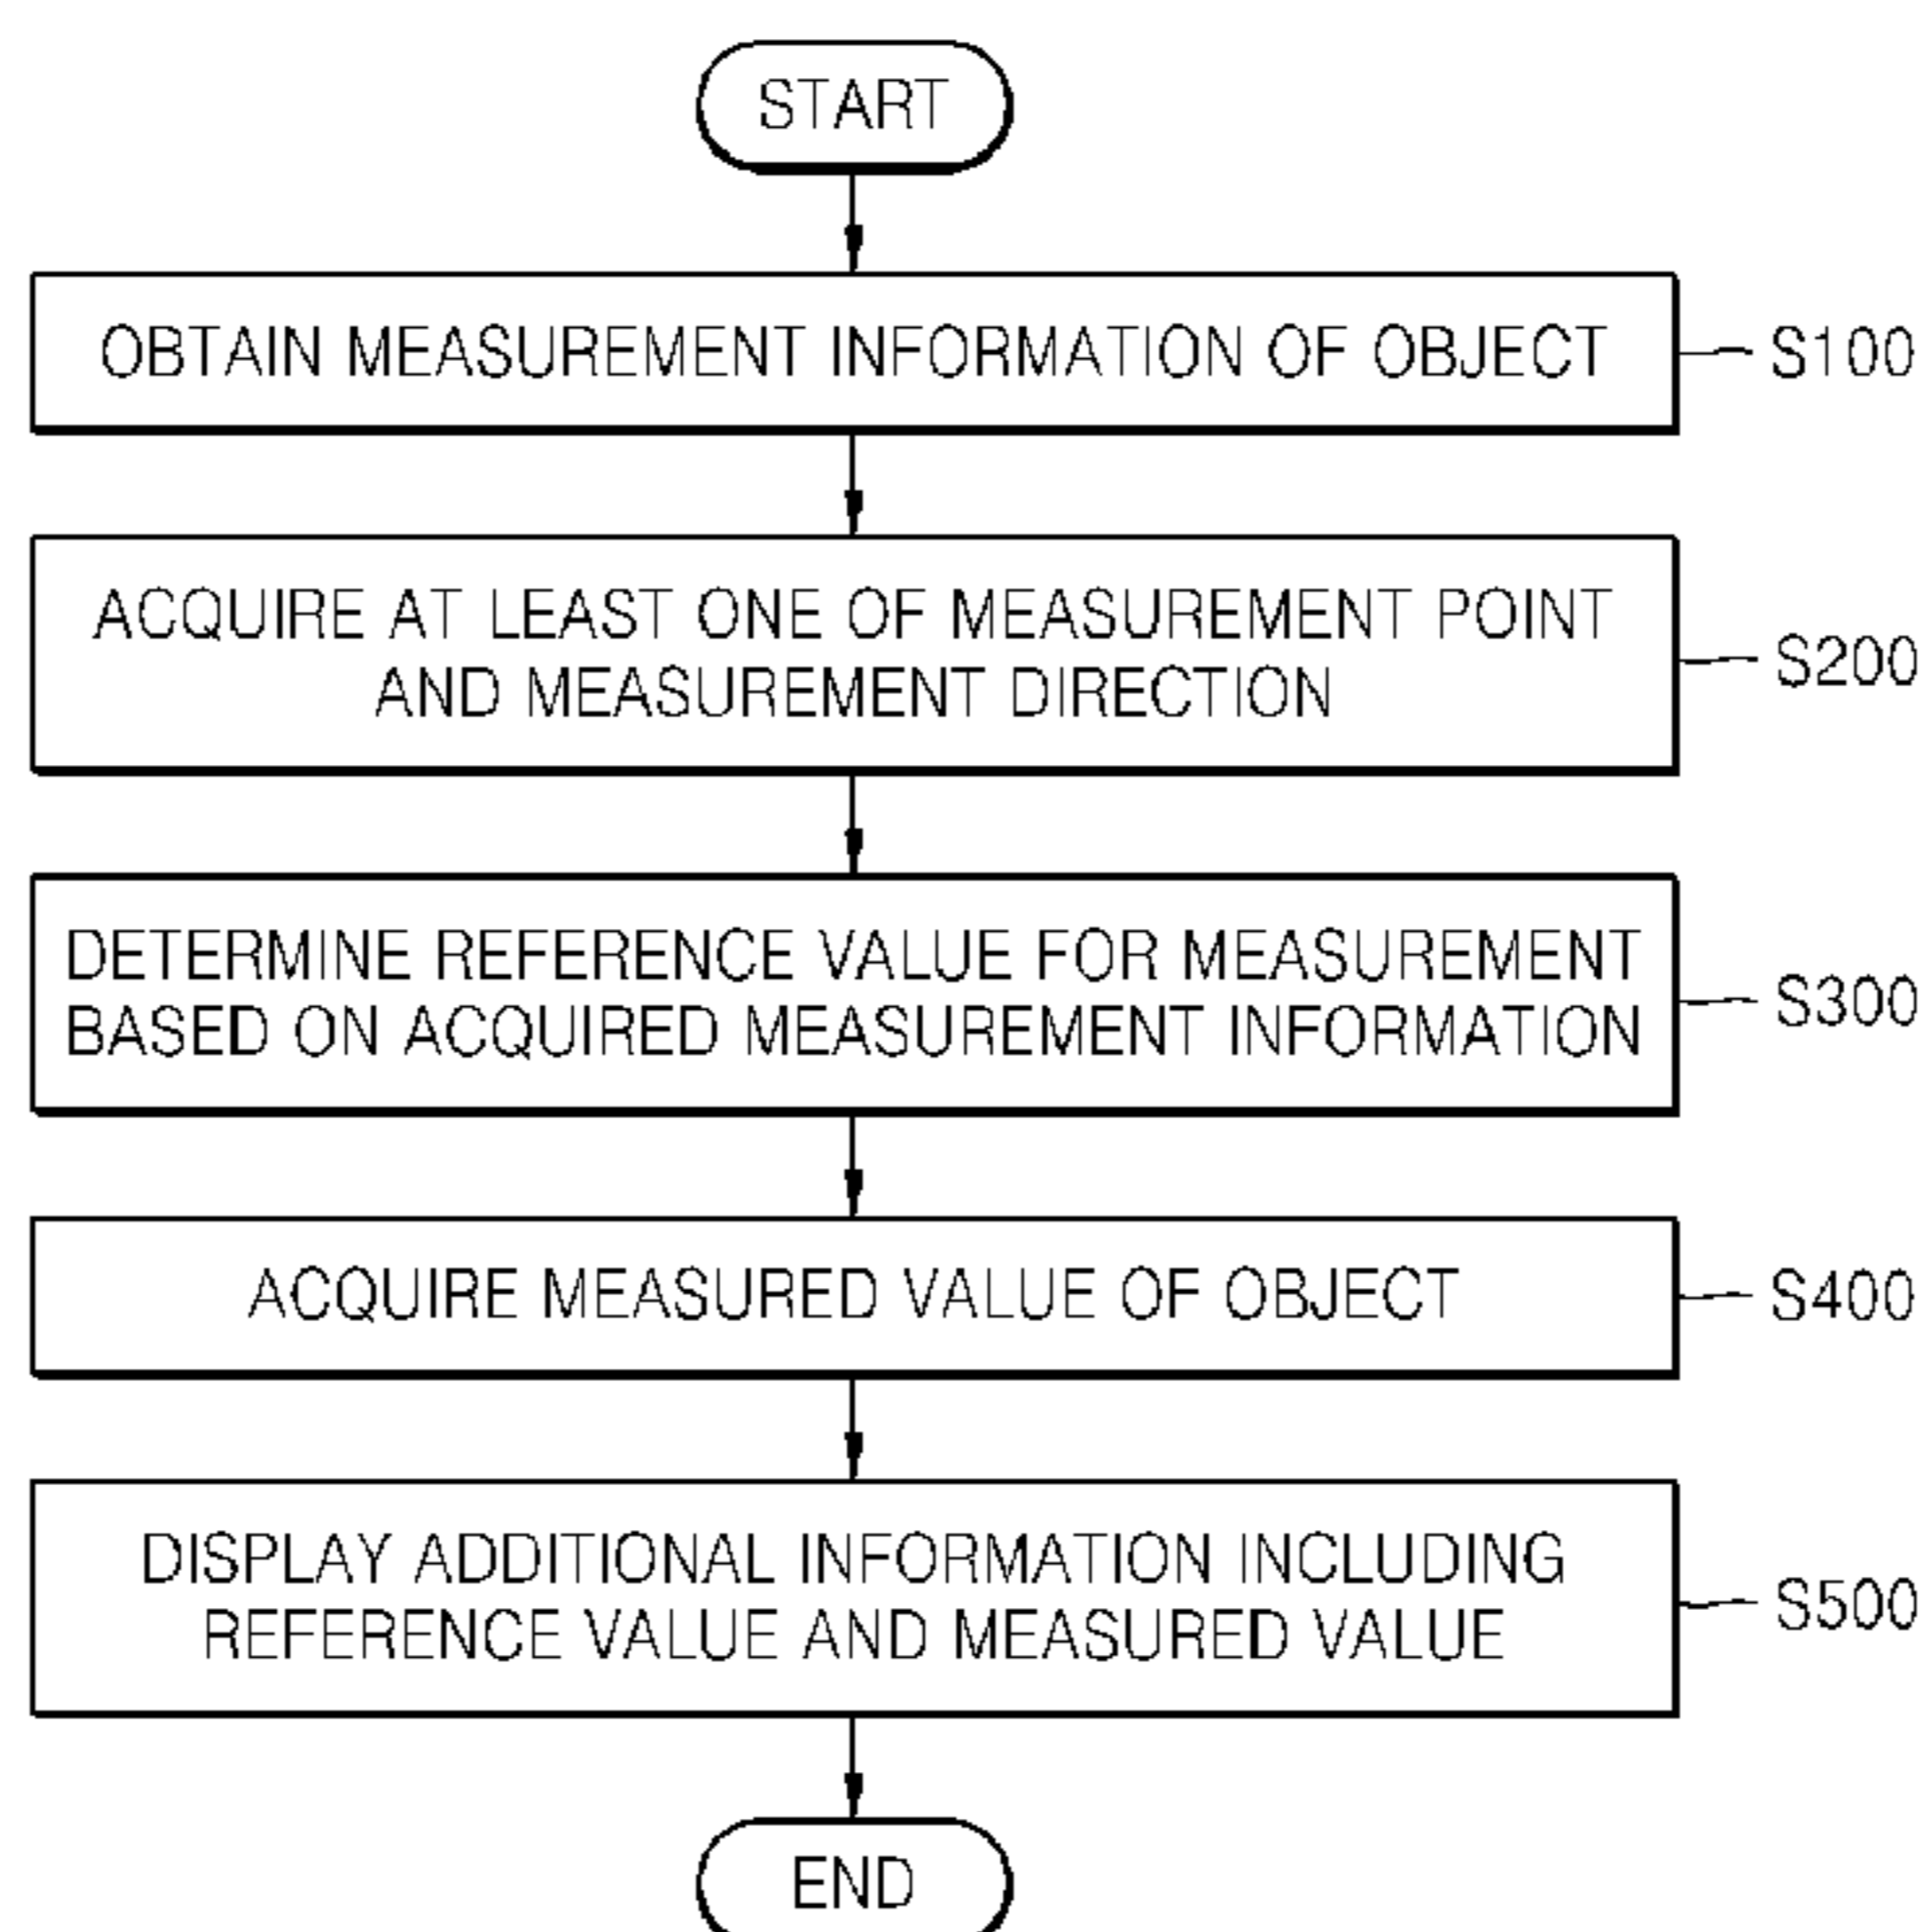 START
OBTAIN MEASUREMENT INFORMATION OF OBJECT
S100
ACQUIRE AT LEAST ONE OF MEASUREMENT POINT
AND MEASUREMENT DIRECTION
S200
DETERMINE REFERENCE VALUE FOR MEASUREMENT
BASED ON ACQUIRED MEASUREMENT INFORMATION
S300
ACQUIRE MEASURED VALUE OF OBJECT
S400
DISPLAY ADDITIONAL INFORMATION INCLUDING
REFERENCE VALUE AND MEASURED VALUE
S500
END